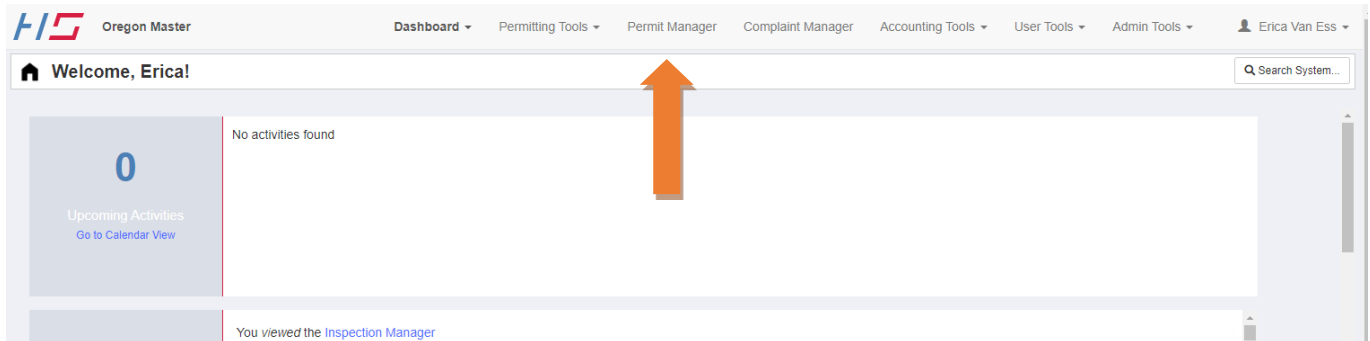 HS Oregon Master Dashboard Permitting Tools Permit Manager Complaint Manager Accounting Tools User Tools Admin Tools Erica Van Ess
Welcome, Erica! Search System...
No activities found
0
Upcoming Activities
Go to Calendar View
You viewed the Inspection Manager